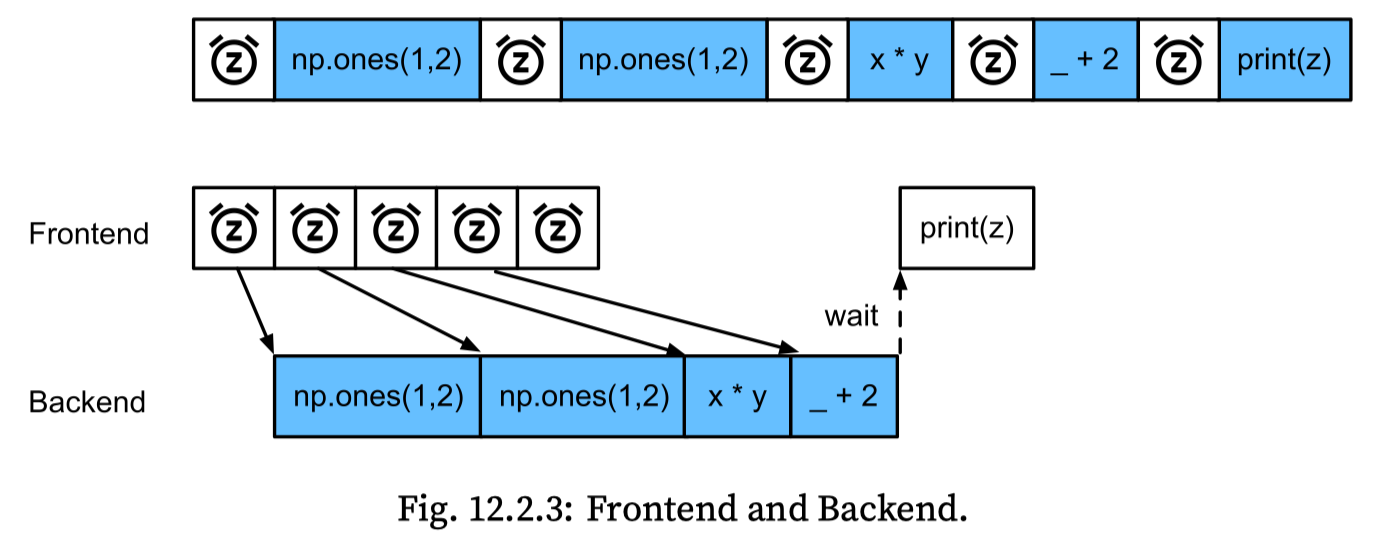 z np.ones(1,2) z np.ones(1,2) z x * y z _ + 2 z print(z)
Frontend z z z z z print(z)
wait
Backend np.ones(1,2) np.ones(1,2) x * y _ + 2
Fig. 12.2.3: Frontend and Backend.